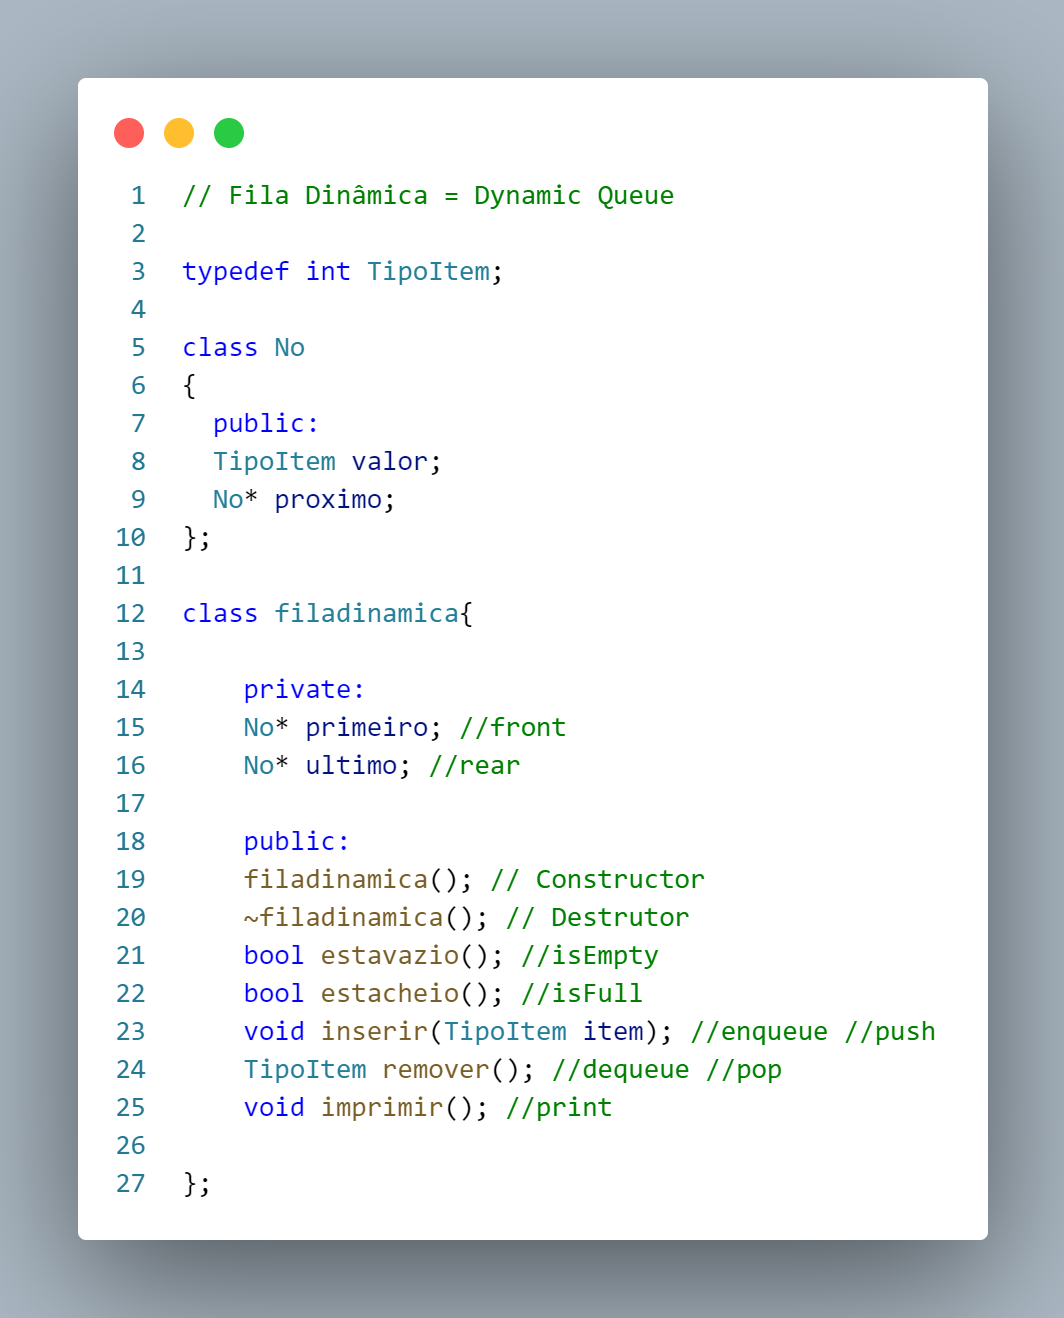 1 // Fila Dinâmica = Dynamic Queue
2
3 typedef int TipoItem;
4
5 class No
6 {
7   public:
8   TipoItem valor;
9   No* proximo;
10 };
11
12 class filadinamica{
13
14     private:
15     No* primeiro; //front
16     No* ultimo; //rear
17
18     public:
19     filadinamica(); // Constructor
20     ~filadinamica(); // Destrutor
21     bool estavazio(); //isEmpty
22     bool estacheio(); //isFull
23     void inserir(TipoItem item); //enqueue //push
24     TipoItem remover(); //dequeue //pop
25     void imprimir(); //print
26
27 };